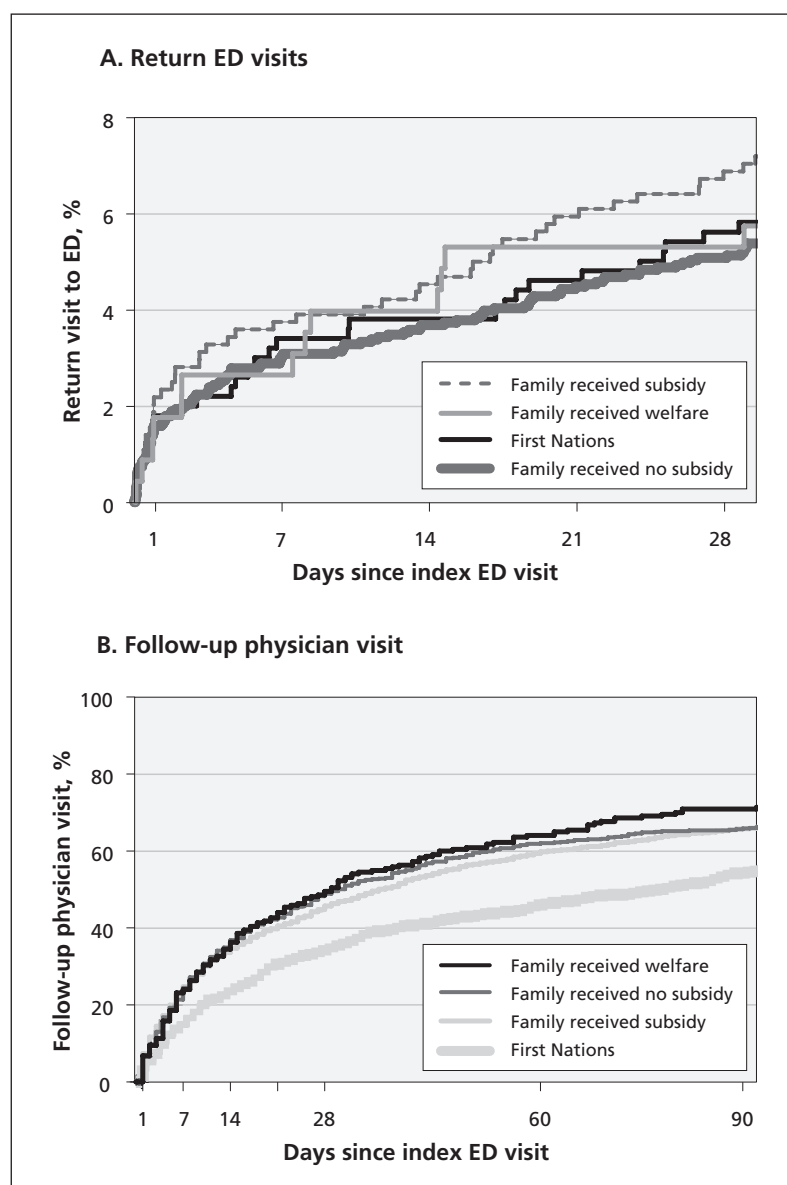 A. Return ED visits
8
6
4
2
0
Return visit to ED, %
Family received subsidy
Family received welfare
First Nations
Family received no subsidy
1 7 14 21 28
Days since index ED visit
B. Follow-up physician visit
100
80
60
40
20
0
Follow-up physician visit, %
Family received welfare
Family received no subsidy
Family received subsidy
First Nations
1 7 14 28 60 90
Days since index ED visit